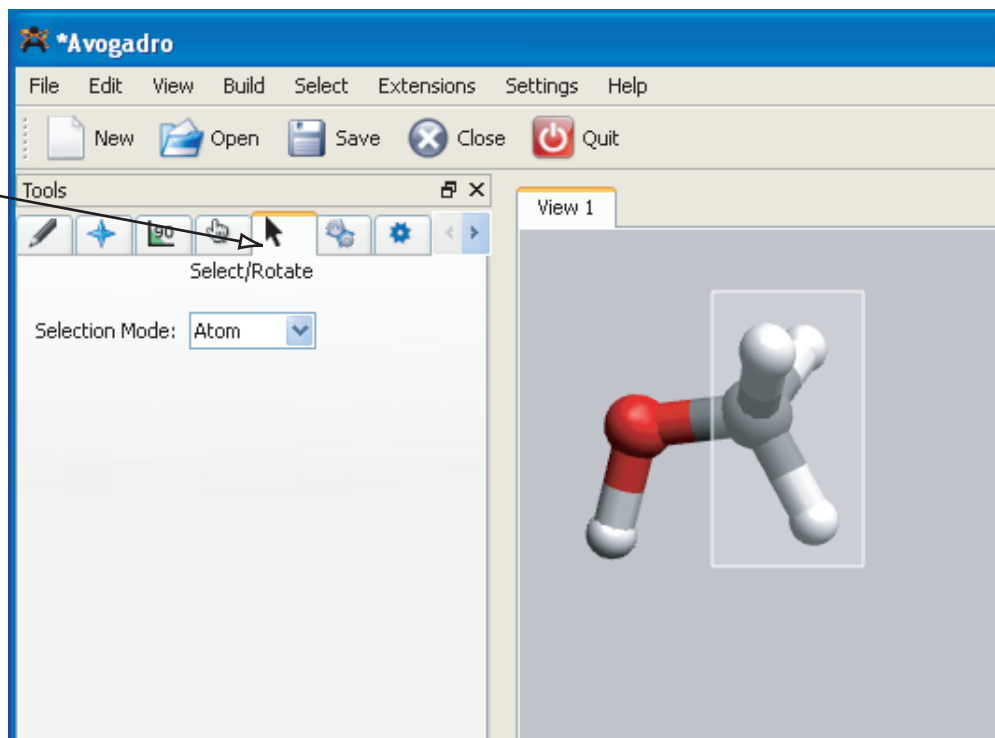 *Avogadro
File Edit View Build Select Extensions Settings Help
New Open Save Close Quit
Tools
View 1
90
Select/Rotate
Selection Mode: Atom